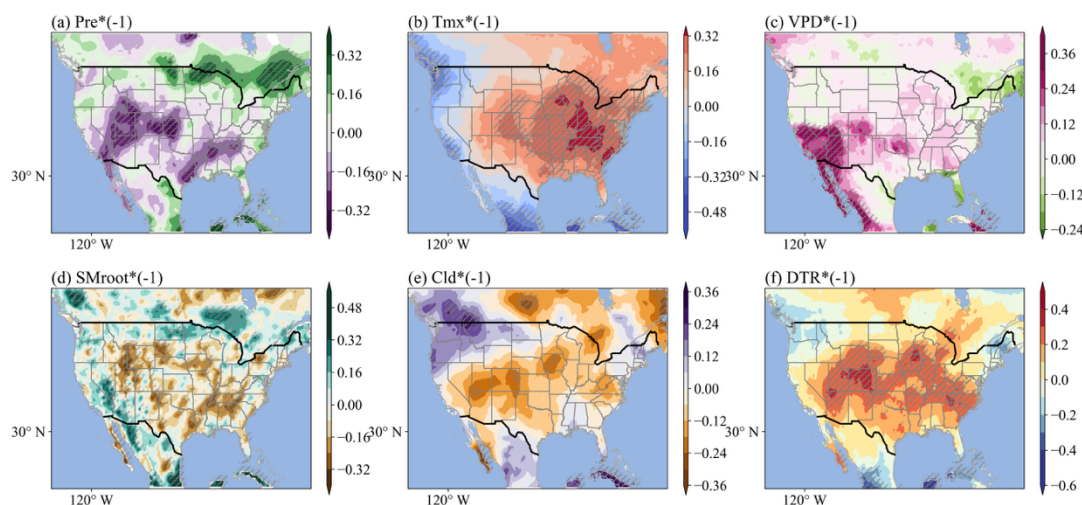 (a) Pre*(-1)
0.32
0.16
0.00
−0.16
−0.32
30° N
120° W
(b) Tmx*(-1)
0.32
0.16
0.00
−0.16
−0.32
−0.48
30° N
120° W
(c) VPD*(-1)
0.36
0.24
0.12
0.00
−0.12
−0.24
30° N
120° W
(d) SMroot*(-1)
0.48
0.32
0.16
0.00
−0.16
−0.32
30° N
120° W
(e) Cld*(-1)
0.36
0.24
0.12
0.00
−0.12
−0.24
−0.36
30° N
120° W
(f) DTR*(-1)
0.4
0.2
0.0
−0.2
−0.4
−0.6
30° N
120° W